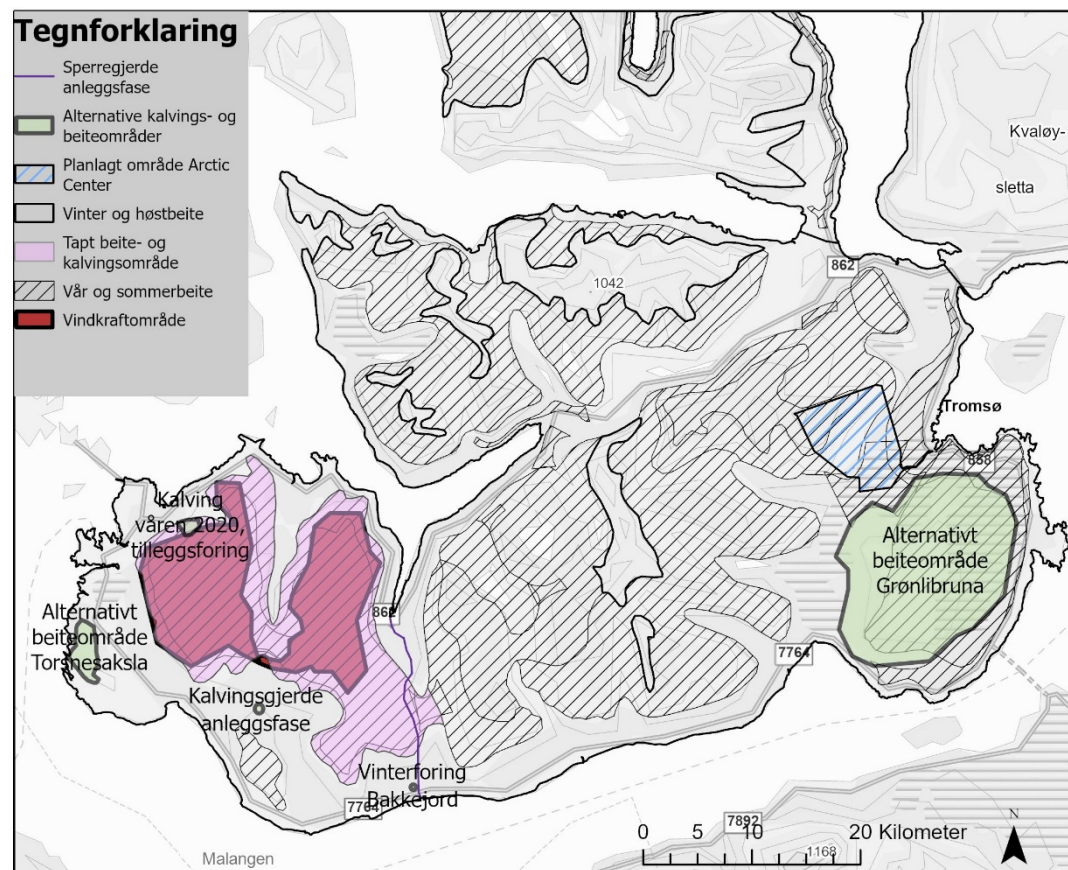 Tegnforklaring
Sperregjerde
anleggsfase
Alternative kalvings- og
beiteområder
Planlagt område Arctic
Center
Vinter og høstbeite
Tapt beite- og
kalvingsområde
Vår og sommerbeite
Vindkraftområde
Kvaløy-
sletta
862
1042
Tromsø
858
Kalving
våren 2020,
tilleggsforing
Alternativt
beiteområde
Grønlibruna
Alternativt
beiteområde
Torsnesaksla
862
7764
Kalvingsgjerde
anleggsfase
Vinterforing
Bakkejord
7764
7892
0 5 10 20 Kilometer
1168
N
Malangen